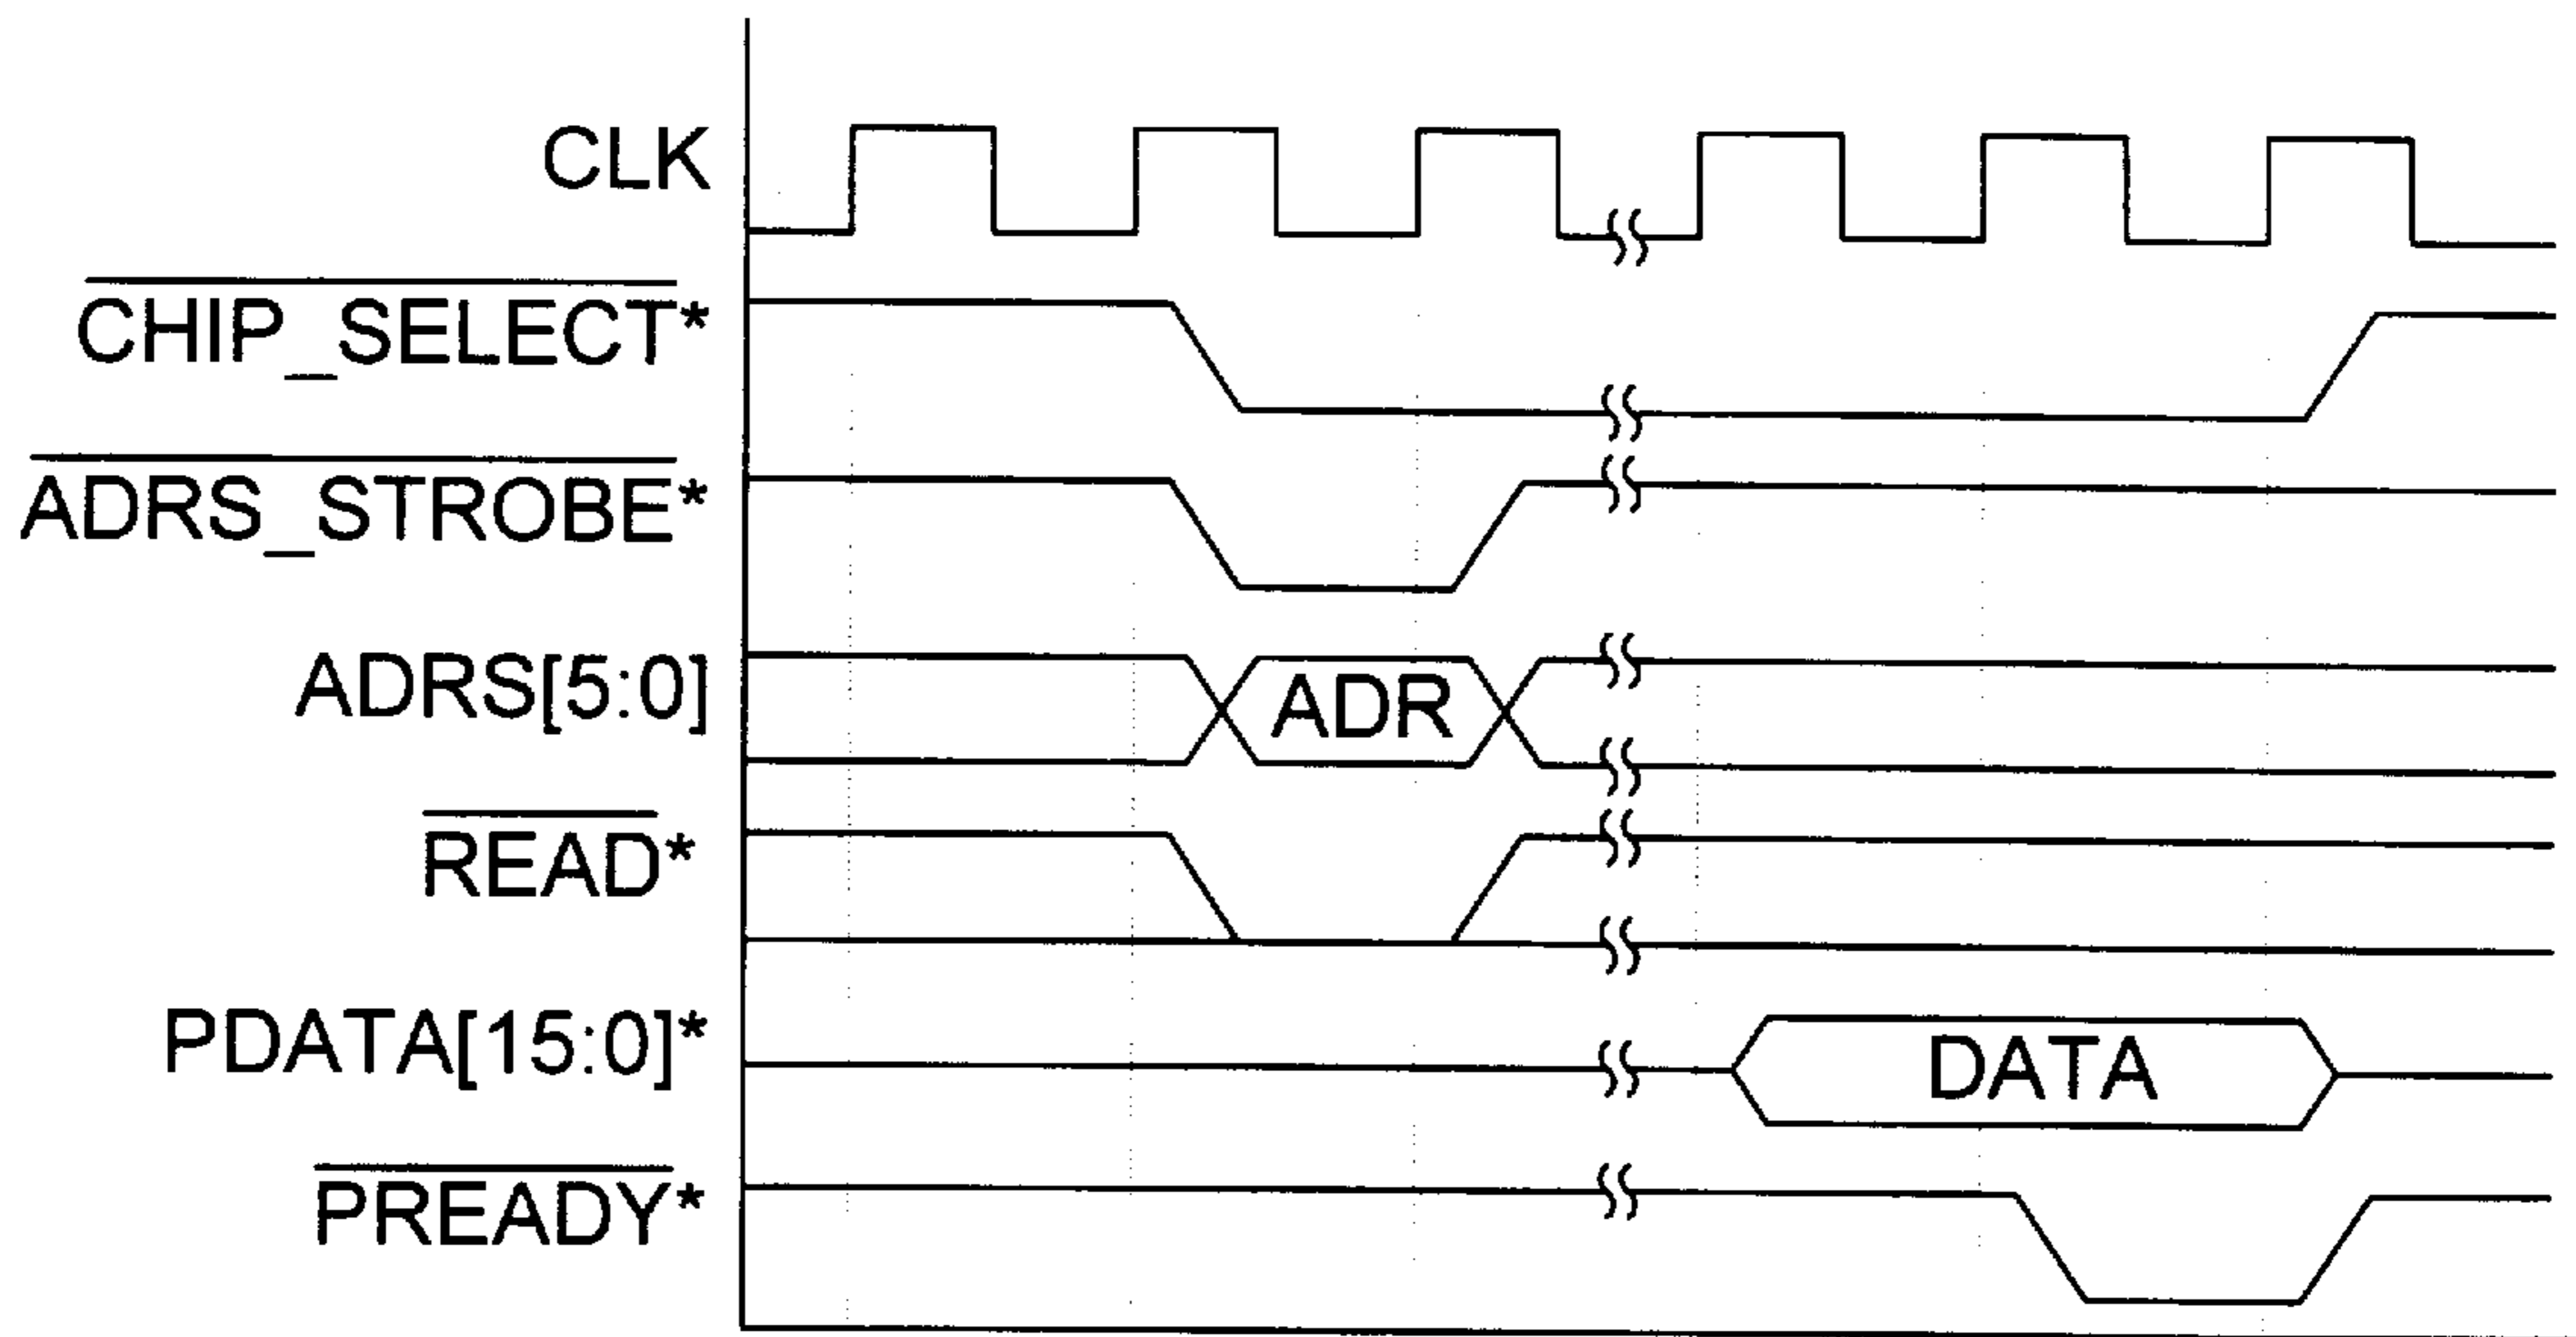 CLK
CHIP_SELECT*
ADRS_STROBE*
ADRS[5:0]
ADR
READ*
PDATA[15:0]*
DATA
PREADY*